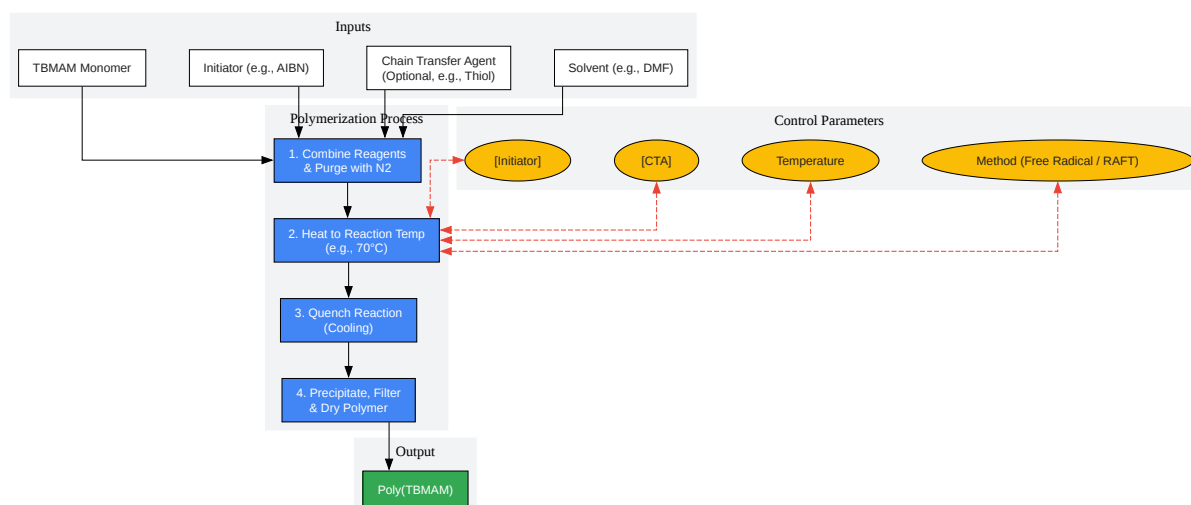 Inputs
TBMAM Monomer
Initiator (e.g., AIBN)
Chain Transfer Agent
(Optional, e.g., Thiol)
Solvent (e.g., DMF)
Polymerization Process
Control Parameters
1. Combine Reagents
& Purge with N2
[Initiator]
[CTA]
Temperature
Method (Free Radical / RAFT)
2. Heat to Reaction Temp
(e.g., 70°C)
3. Quench Reaction
(Cooling)
4. Precipitate, Filter
& Dry Polymer
Output
Poly(TBMAM)